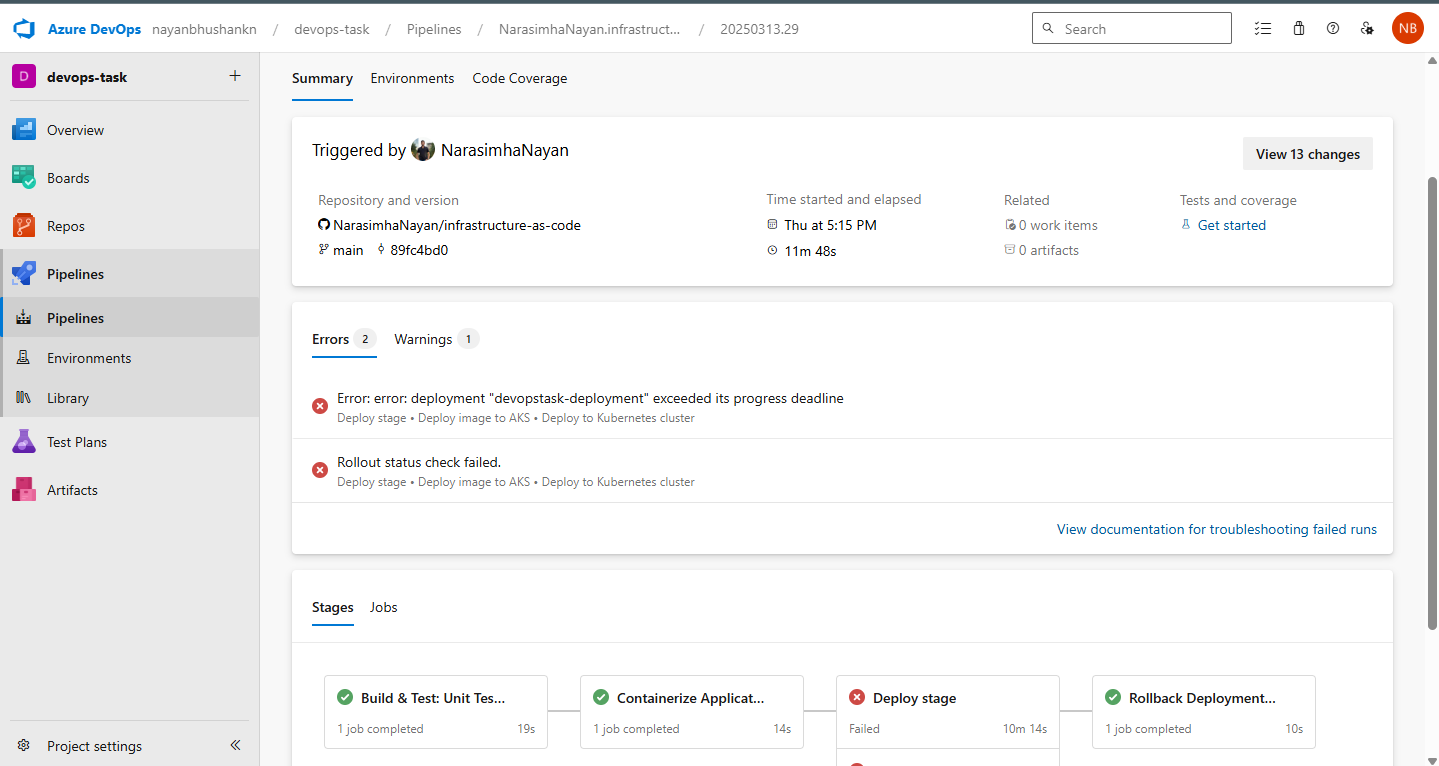 Azure DevOps nayanbhushankn / devops-task / Pipelines / NarasimhaNayan.infrastruct... / 20250313.29
Search
NB
D devops-task +
Overview
Boards
Repos
Pipelines
Pipelines
Environments
Library
Test Plans
Artifacts
Project settings
Summary Environments Code Coverage
Triggered by NarasimhaNayan
View 13 changes
Repository and version
NarasimhaNayan/infrastructure-as-code
main 89fc4bd0
Time started and elapsed
Thu at 5:15 PM
11m 48s
Related
0 work items
0 artifacts
Tests and coverage
Get started
Errors 2 Warnings 1
Error: error: deployment "devopstask-deployment" exceeded its progress deadline
Deploy stage • Deploy image to AKS • Deploy to Kubernetes cluster
Rollout status check failed.
Deploy stage • Deploy image to AKS • Deploy to Kubernetes cluster
View documentation for troubleshooting failed runs
Stages Jobs
Build & Test: Unit Tes...
1 job completed 19s
Containerize Applicat...
1 job completed 14s
Deploy stage
Failed 10m 14s
Rollback Deployment...
1 job completed 10s